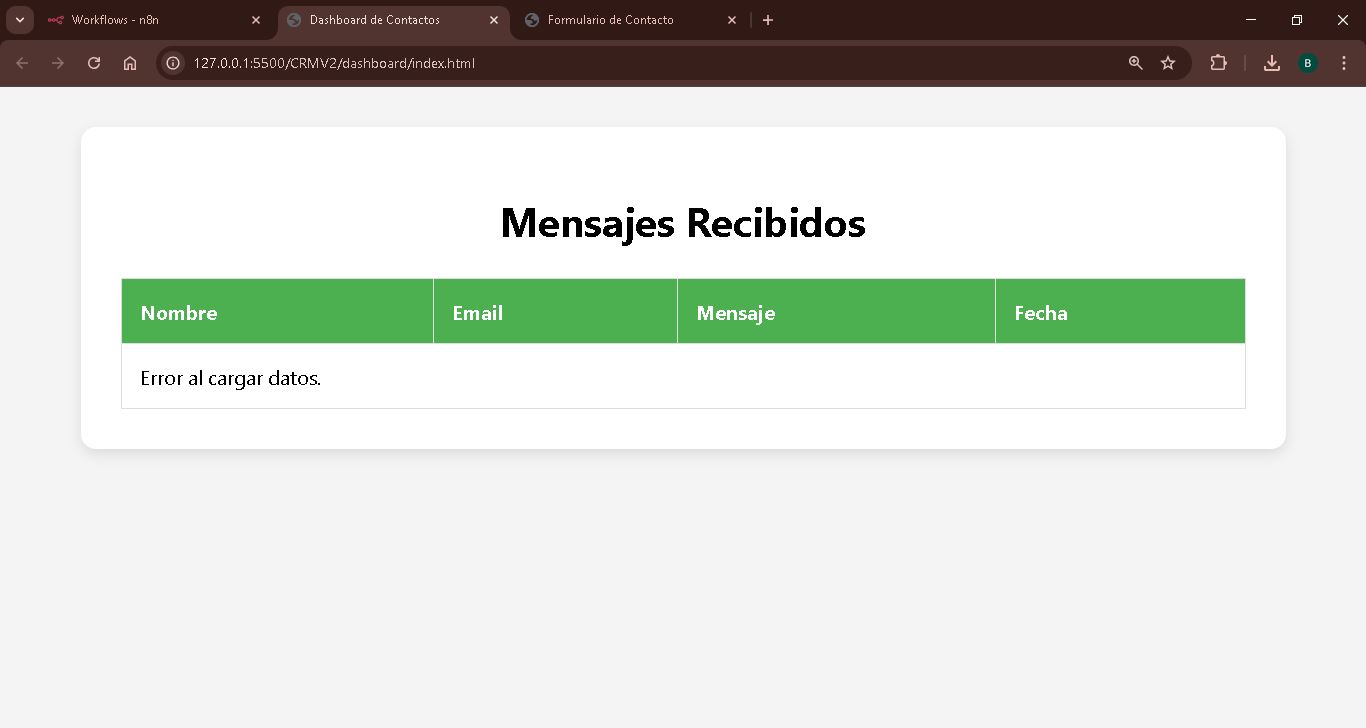 Workflows - n8n
Dashboard de Contactos
Formulario de Contacto
127.0.0.1:5500/CRMV2/dashboard/index.html
B
Mensajes Recibidos
Nombre Email Mensaje Fecha
Error al cargar datos.